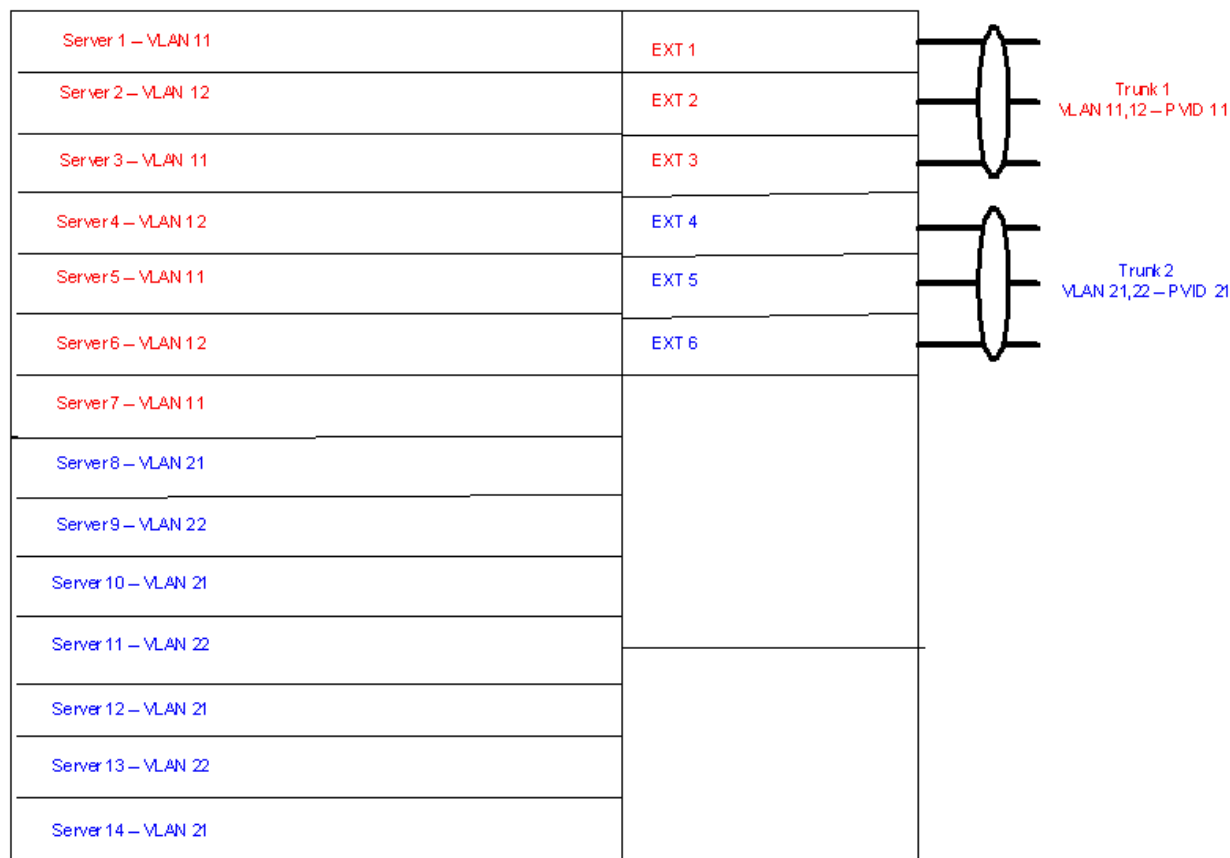 Server 1 – VLAN 11
EXT 1
Server 2 – VLAN 12
EXT 2
Trunk 1
VLAN 11,12 – PVID 11
Server 3 – VLAN 11
EXT 3
Server 4 – VLAN 12
EXT 4
Server 5 – VLAN 11
EXT 5
Trunk 2
VLAN 21,22 – PVID 21
Server 6 – VLAN 12
EXT 6
Server 7 – VLAN 11
Server 8 – VLAN 21
Server 9 – VLAN 22
Server 10 – VLAN 21
Server 11 – VLAN 22
Server 12 – VLAN 21
Server 13 – VLAN 22
Server 14 – VLAN 21